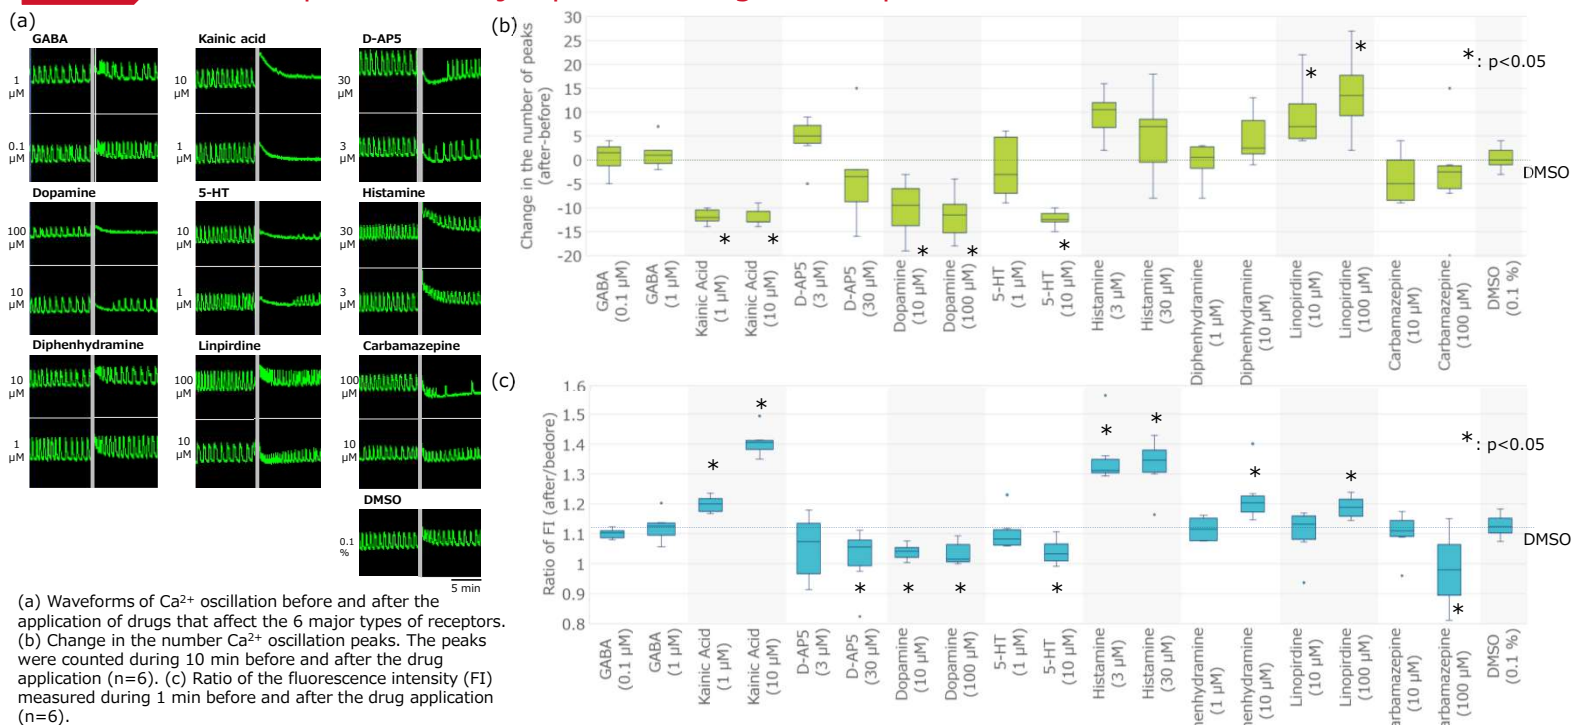 (a)
GABA
Kainic acid
D-AP5
1
µM
10
µM
30
µM
0.1
µM
1
µM
3
µM
Dopamine
5-HT
Histamine
100
µM
10
µM
30
µM
10
µM
1
µM
3
µM
Diphenhydramine
Linpirdine
Carbamazepine
10
µM
100
µM
100
µM
1
µM
10
µM
10
µM
DMSO
0.1
%
5 min
(a) Waveforms of Ca²⁺ oscillation before and after the
application of drugs that affect the 6 major types of receptors.
(b) Change in the number Ca²⁺ oscillation peaks. The peaks
were counted during 10 min before and after the drug
application (n=6). (c) Ratio of the fluorescence intensity (FI)
measured during 1 min before and after the drug application
(n=6).
(b)
Change in the number of peaks
(after-before)
30
25
20
15
10
5
0
-5
-10
-15
-20
* * * * * * *
*: p<0.05
DMSO
GABA
(0.1 µM)
GABA
(1 µM)
Kainic Acid
(1 µM)
Kainic Acid
(10 µM)
D-AP5
(3 µM)
D-AP5
(30 µM)
Dopamine
(10 µM)
Dopamine
(100 µM)
5-HT
(1 µM)
5-HT
(10 µM)
Histamine
(3 µM)
Histamine
(30 µM)
Diphenhydramine
(1 µM)
Diphenhydramine
(10 µM)
Linopirdine
(10 µM)
Linopirdine
(100 µM)
Carbamazepine
(10 µM)
Carbamazepine
(100 µM)
DMSO
(0.1 %)
(c)
Ratio of FI (after/bedore)
1.6
1.5
1.4
1.3
1.2
1.1
1
0.9
0.8
* * * * * * * * * * *
*: p<0.05
DMSO
GABA
(0.1 µM)
GABA
(1 µM)
Kainic Acid
(1 µM)
Kainic Acid
(10 µM)
D-AP5
(3 µM)
D-AP5
(30 µM)
Dopamine
(10 µM)
Dopamine
(100 µM)
5-HT
(1 µM)
5-HT
(10 µM)
Histamine
(3 µM)
Histamine
(30 µM)
henhydramine
(1 µM)
henhydramine
(10 µM)
Linopirdine
(10 µM)
Linopirdine
(100 µM)
Carbamazepine
(10 µM)
arbamazepine
(100 µM)
DMSO
(0.1 %)